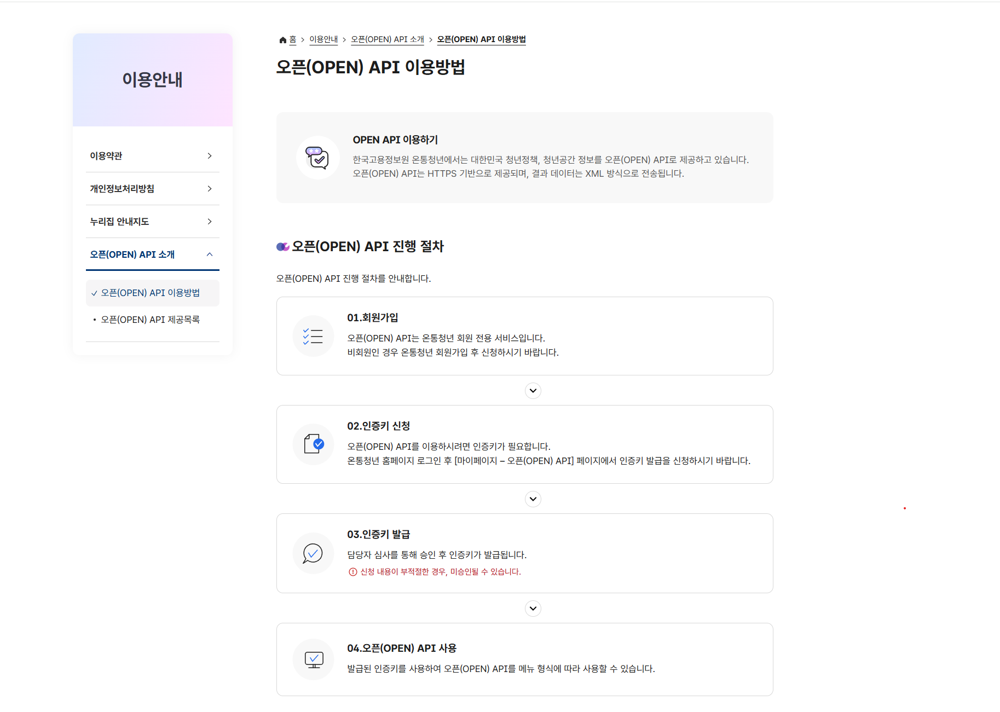 홈 > 이용안내 > 오픈(OPEN) API 소개 > 오픈(OPEN) API 이용방법
오픈(OPEN) API 이용방법
이용안내
이용약관
개인정보처리방침
누리집 안내지도
오픈(OPEN) API 소개
오픈(OPEN) API 이용방법
오픈(OPEN) API 제공목록
OPEN API 이용하기
한국고용정보원 온통청년에서는 대한민국 청년정책, 청년공간 정보를 오픈(OPEN) API로 제공하고 있습니다.
오픈(OPEN) API는 HTTPS 기반으로 제공되며, 결과 데이터는 XML 방식으로 전송됩니다.
오픈(OPEN) API 진행 절차
오픈(OPEN) API 진행 절차를 안내합니다.
01.회원가입
오픈(OPEN) API는 온통청년 회원 전용 서비스입니다.
비회원인 경우 온통청년 회원가입 후 신청하시기 바랍니다.
02.인증키 신청
오픈(OPEN) API를 이용하시려면 인증키가 필요합니다.
온통청년 홈페이지 로그인 후 [마이페이지 – 오픈(OPEN) API] 페이지에서 인증키 발급을 신청하시기 바랍니다.
03.인증키 발급
담당자 심사를 통해 승인 후 인증키가 발급됩니다.
신청 내용이 부적절한 경우, 미승인될 수 있습니다.
04.오픈(OPEN) API 사용
발급된 인증키를 사용하여 오픈(OPEN) API를 메뉴 형식에 따라 사용할 수 있습니다.